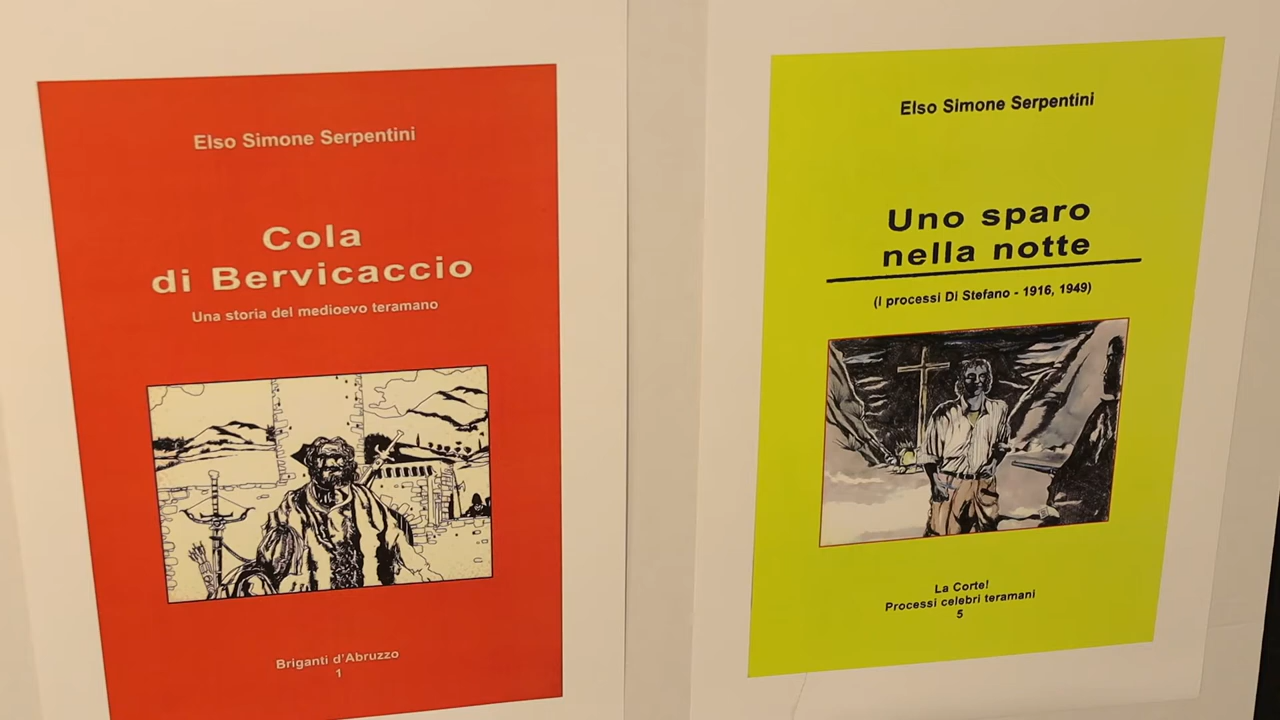 Elso Simone Serpentini
Cola
di Bervicaccio
Una storia del medioevo teramano
Briganti d'Abruzzo
1
Elso Simone Serpentini
Uno sparo
nella notte
(I processi Di Stefano - 1916, 1949)
La Corte!
Processi celebri teramani
5